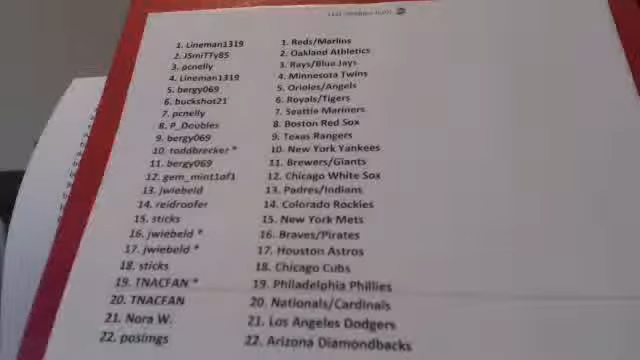 1. Lineman1319 1. Reds/Marlins
2. JSmiTTy85 2. Oakland Athletics
3. pcnelly 3. Rays/Blue Jays
4. Lineman1319 4. Minnesota Twins
5. bergy069 5. Orioles/Angels
6. buckshot21 6. Royals/Tigers
7. pcnelly 7. Seattle Mariners
8. P_Doubles 8. Boston Red Sox
9. bergy069 9. Texas Rangers
10. toddbrecker * 10. New York Yankees
11. bergy069 11. Brewers/Giants
12. gem_mint1of1 12. Chicago White Sox
13. jwiebeld 13. Padres/Indians
14. reidroofer 14. Colorado Rockies
15. sticks 15. New York Mets
16. jwiebeld * 16. Braves/Pirates
17. jwiebeld * 17. Houston Astros
18. sticks 18. Chicago Cubs
19. TNACFAN * 19. Philadelphia Phillies
20. TNACFAN 20. Nationals/Cardinals
21. Nora W. 21. Los Angeles Dodgers
22. posimgs 22. Arizona Diamondbacks